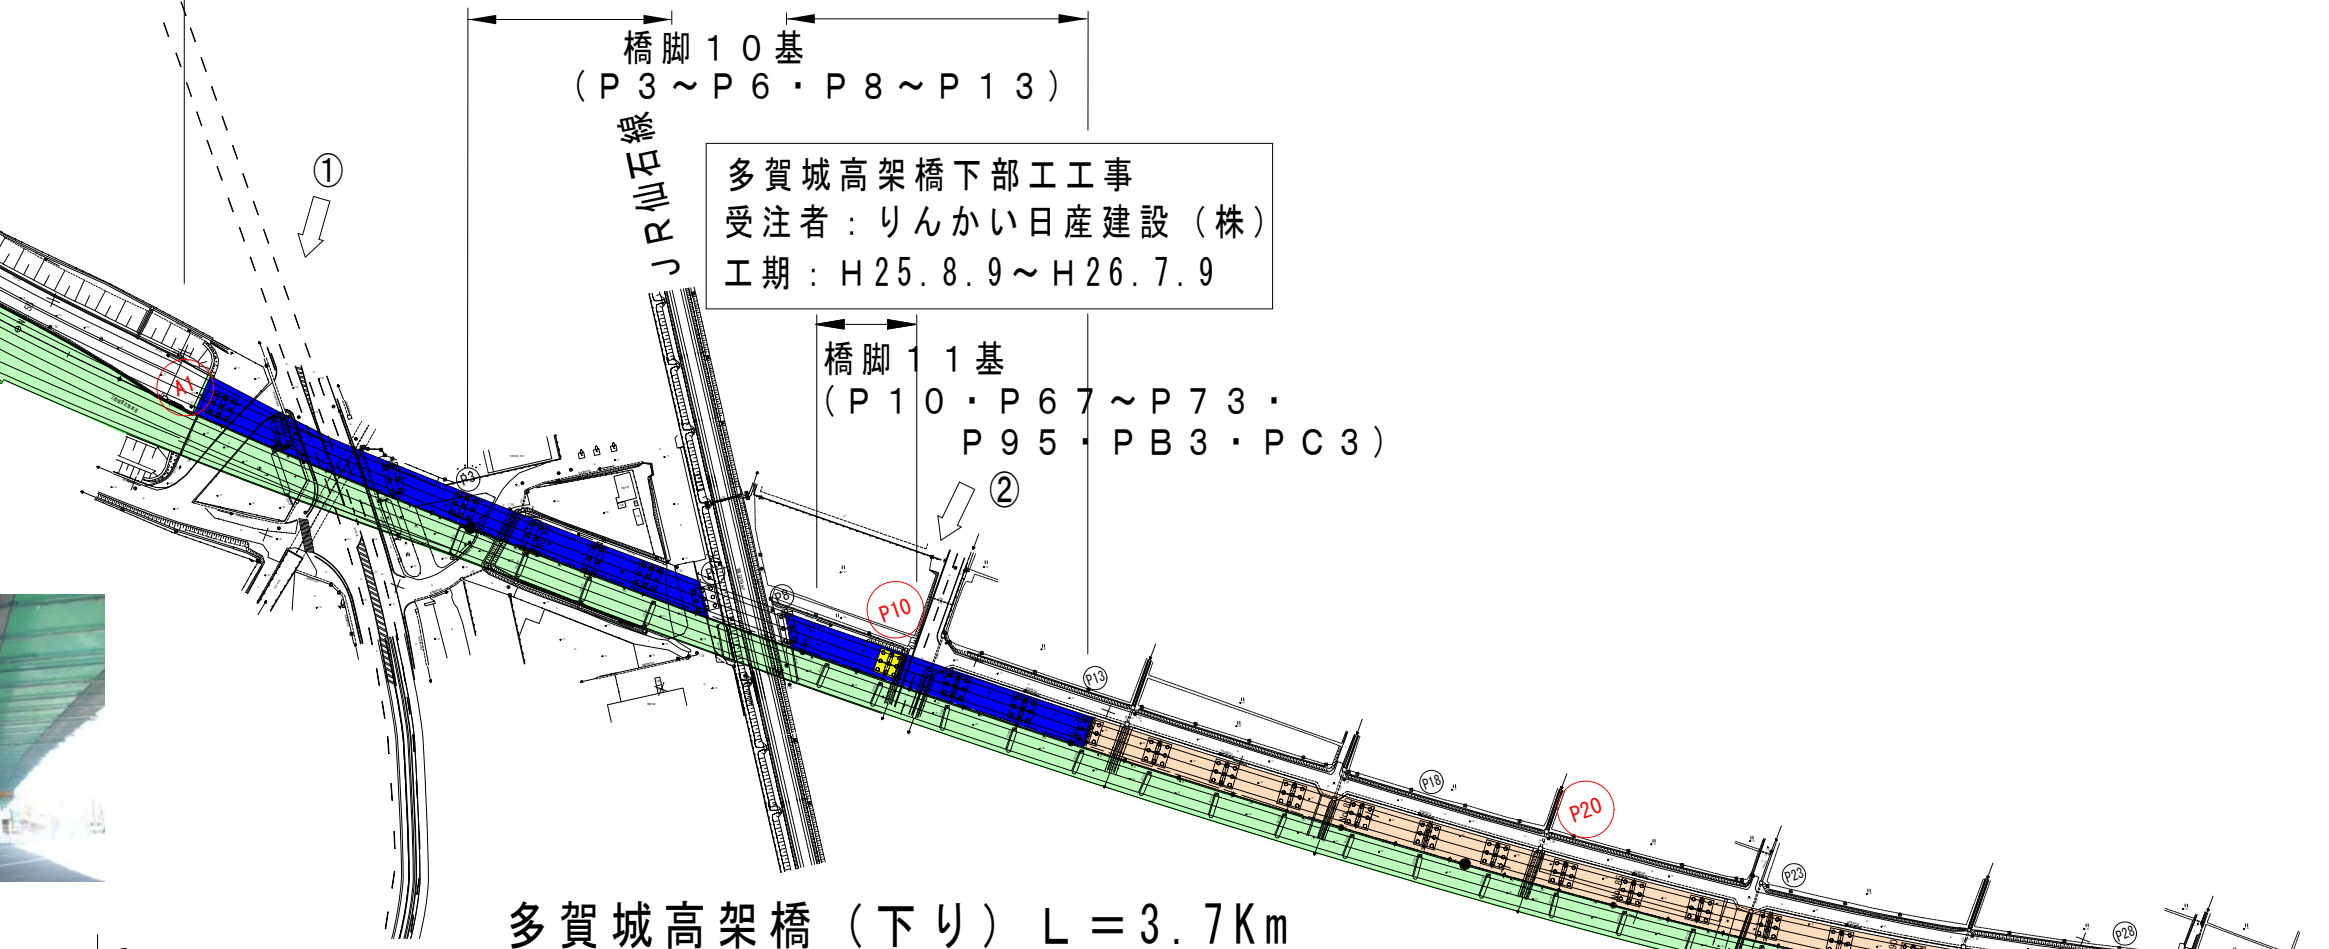 橋脚１０基
（Ｐ３～Ｐ６・Ｐ８～Ｐ１３）
ＪＲ仙石線
①
多賀城高架橋下部工工事
受注者：りんかい日産建設（株）
工期：Ｈ25.8.9～Ｈ26.7.9
橋脚１１基
（Ｐ１０・Ｐ６７～Ｐ７３・
Ｐ９５・ＰＢ３・ＰＣ３）
②
A1
P3
P8
P10
P13
P18
P20
P23
P28
多賀城高架橋（下り）Ｌ＝3.7Km